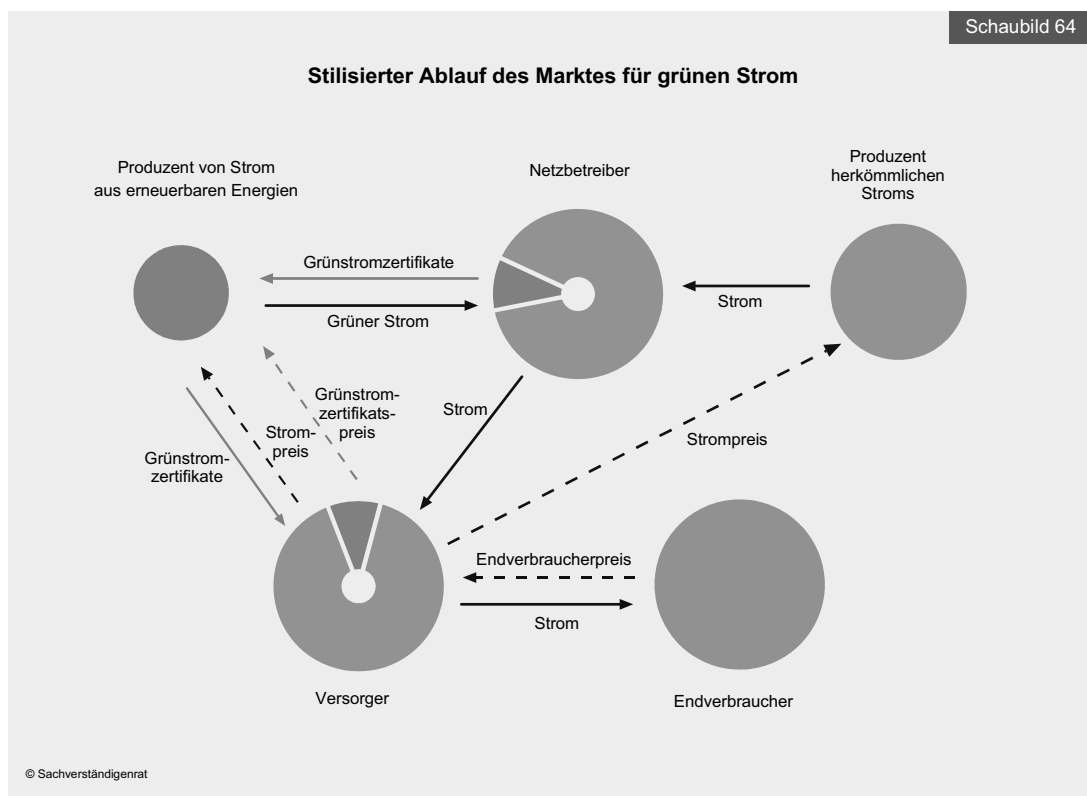 Schaubild 64
Stilisierter Ablauf des Marktes für grünen Strom
Produzent von Strom
aus erneuerbaren Energien
Netzbetreiber
Produzent
herkömmlichen
Stroms
Grünstromzertifikate
Grüner Strom
Strom
Grünstrom-
zertifikats-
preis
Strom-
preis
Strom
Strompreis
Grünstrom-
zertifikate
Endverbraucherpreis
Strom
Versorger
Endverbraucher
© Sachverständigenrat